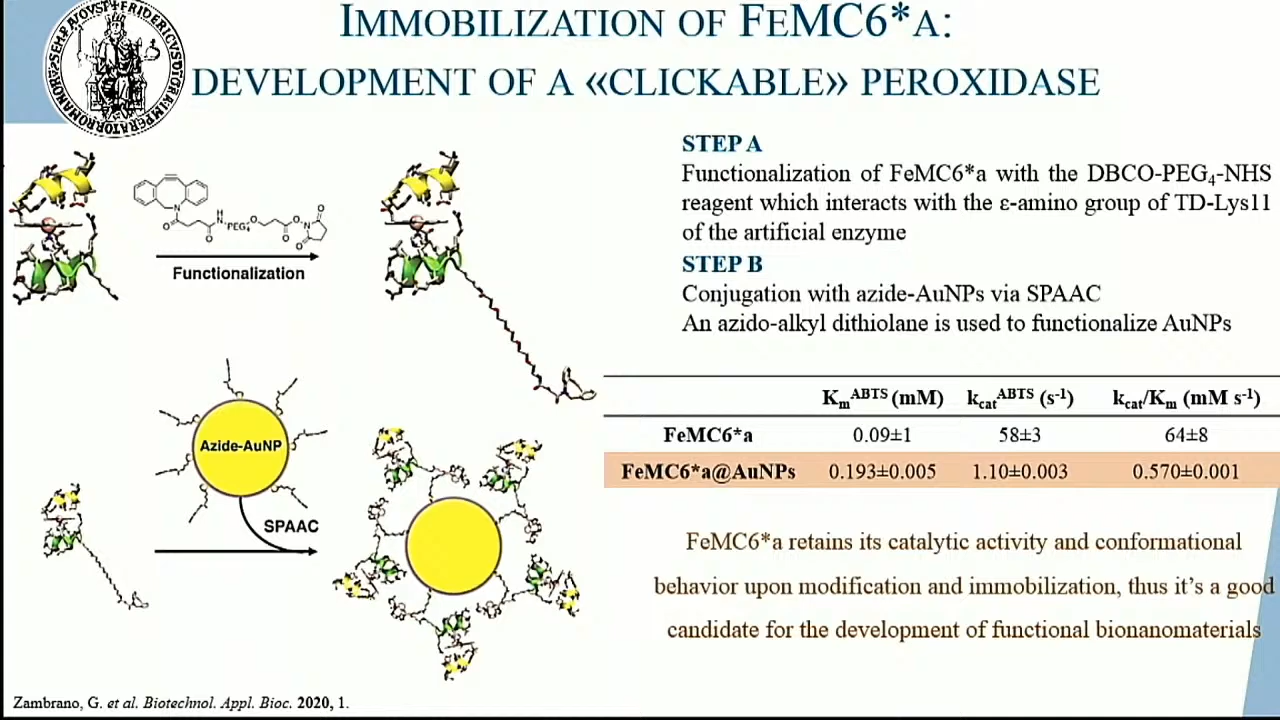 IMMOBILIZATION OF FEMC6*A:
DEVELOPMENT OF A «CLICKABLE» PEROXIDASE
STEP A
Functionalization of FeMC6*a with the DBCO-PEG4-NHS
reagent which interacts with the ε-amino group of TD-Lys11
of the artificial enzyme
STEP B
Conjugation with azide-AuNPs via SPAAC
An azido-alkyl dithiolane is used to functionalize AuNPs
N O O H N PEG4 O O O N O O
Functionalization
Azide-AuNP
SPAAC
KmABTS (mM) kcatABTS (s-1) kcat/Km (mM s-1)
FeMC6*a 0.09±1 58±3 64±8
FeMC6*a@AuNPs 0.193±0.005 1.10±0.003 0.570±0.001
FeMC6*a retains its catalytic activity and conformational
behavior upon modification and immobilization, thus it’s a good
candidate for the development of functional bionanomaterials
Zambrano, G. et al. Biotechnol. Appl. Bioc. 2020, 1.